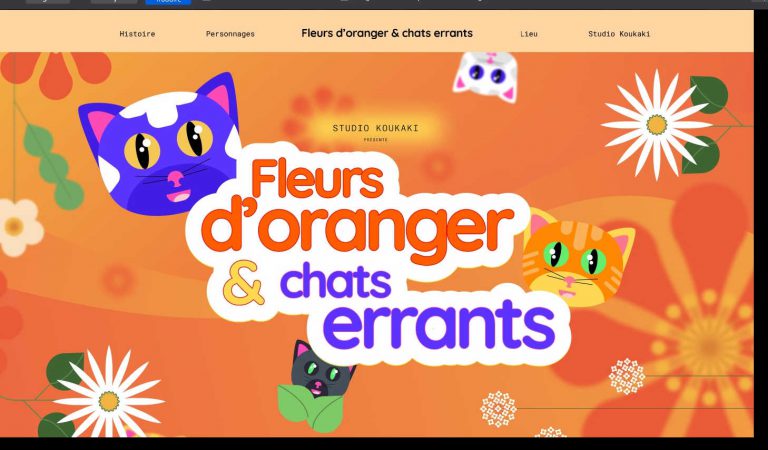 Histoire
Personnages
Fleurs d'oranger & chats errants
Lieu
Studio Koukaki
STUDIO KOUKAKI
PRÉSENTE
Fleurs
d'oranger
& chats
errants